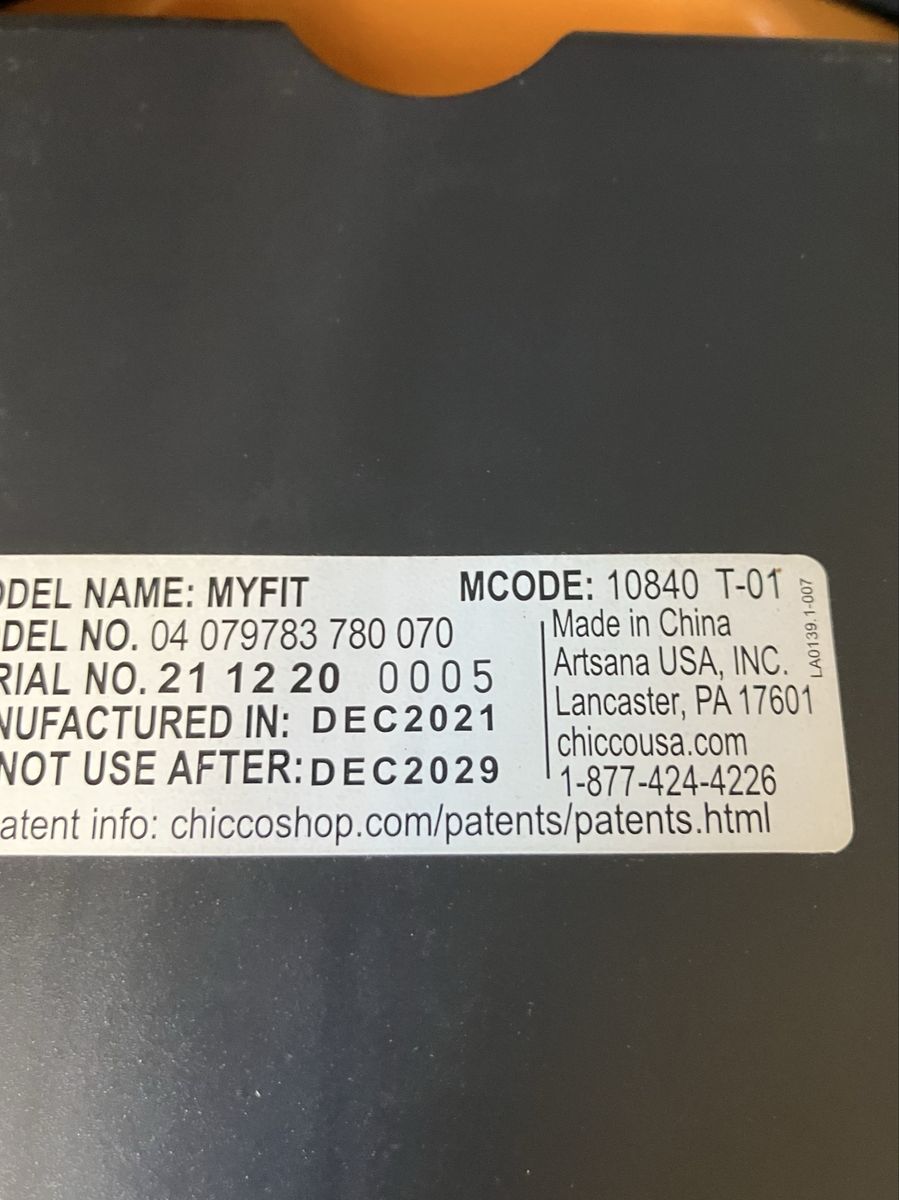 ODEL NAME: MYFIT MCODE: 10840 T-01
DEL NO. 04 079783 780 070
RIAL NO. 21 12 20 0005
NUFACTURED IN: DEC2021
NOT USE AFTER: DEC2029
Made in China
Artsana USA, INC.
Lancaster, PA 17601
chiccousa.com
1-877-424-4226
atent info: chiccoshop.com/patents/patents.html
LA0139.1-007